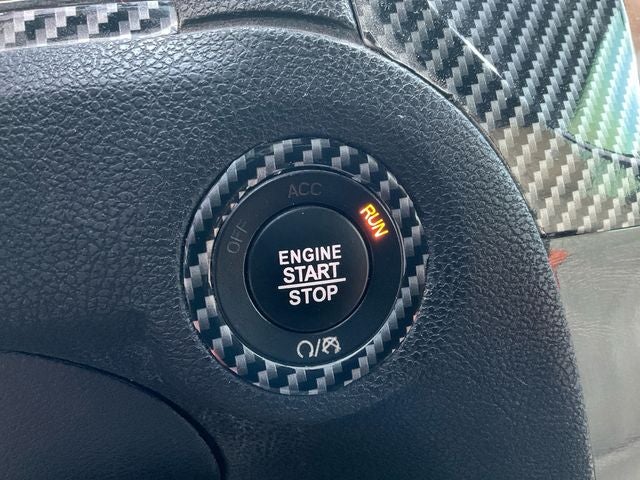 ACC
OFF
RUN
ENGINE
START
STOP